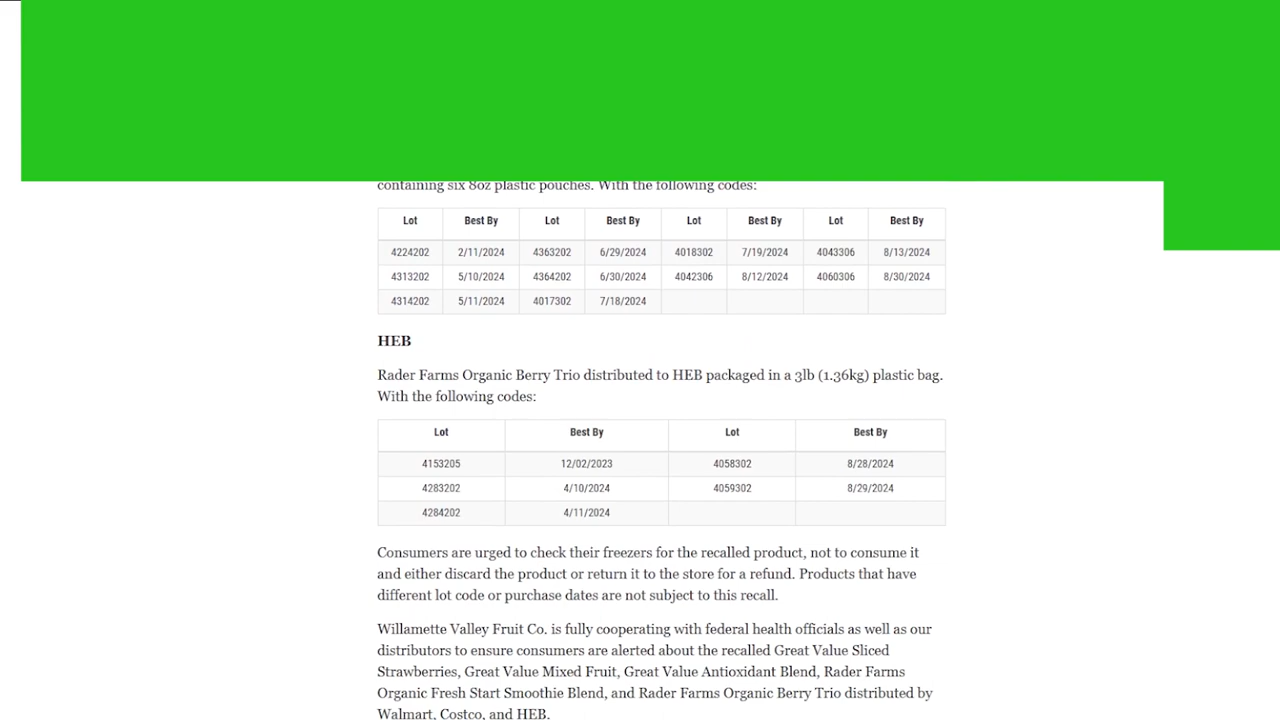 containing six 8oz plastic pouches. With the following codes:
Lot Best By Lot Best By Lot Best By Lot Best By
4224202 2/11/2024 4363202 6/29/2024 4018302 7/19/2024 4043306 8/13/2024
4313202 5/10/2024 4364202 6/30/2024 4042306 8/12/2024 4060306 8/30/2024
4314202 5/11/2024 4017302 7/18/2024
HEB
Rader Farms Organic Berry Trio distributed to HEB packaged in a 3lb (1.36kg) plastic bag.
With the following codes:
Lot Best By Lot Best By
4153205 12/02/2023 4058302 8/28/2024
4283202 4/10/2024 4059302 8/29/2024
4284202 4/11/2024
Consumers are urged to check their freezers for the recalled product, not to consume it
and either discard the product or return it to the store for a refund. Products that have
different lot code or purchase dates are not subject to this recall.
Willamette Valley Fruit Co. is fully cooperating with federal health officials as well as our
distributors to ensure consumers are alerted about the recalled Great Value Sliced
Strawberries, Great Value Mixed Fruit, Great Value Antioxidant Blend, Rader Farms
Organic Fresh Start Smoothie Blend, and Rader Farms Organic Berry Trio distributed by
Walmart, Costco, and HEB.